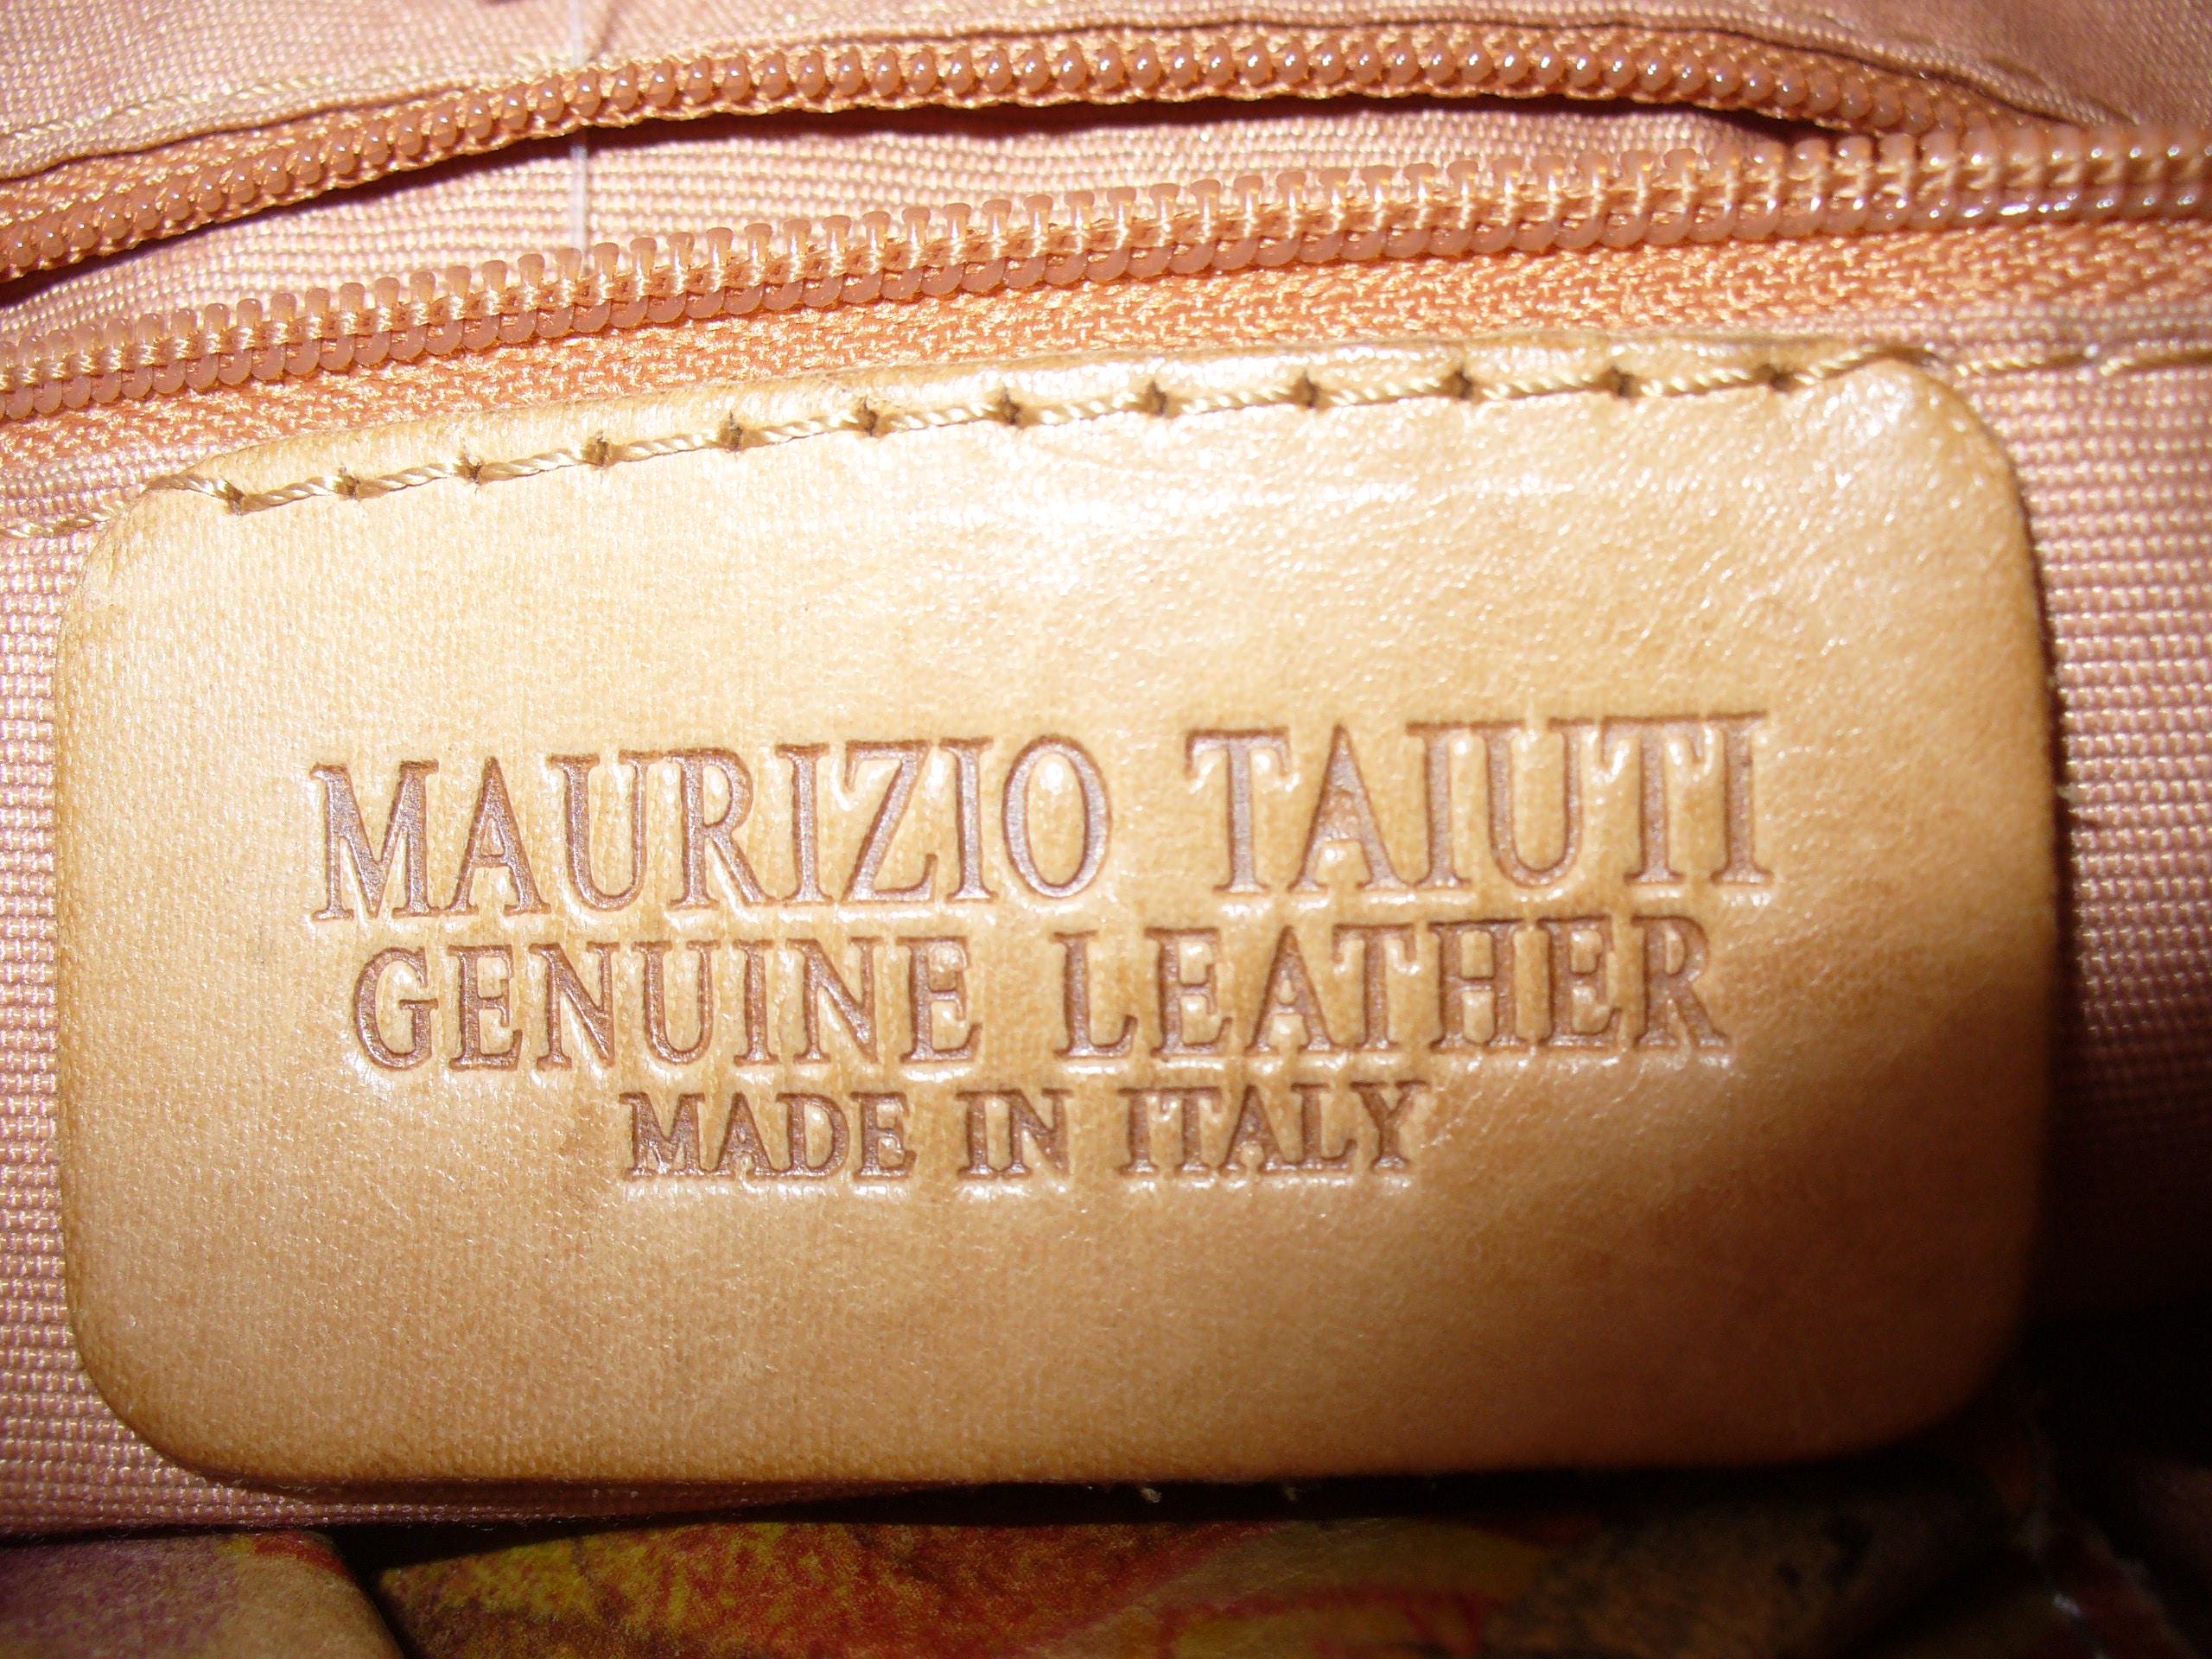 MAURIZIO TAIUTI
GENUINE LEATHER
MADE IN ITALY